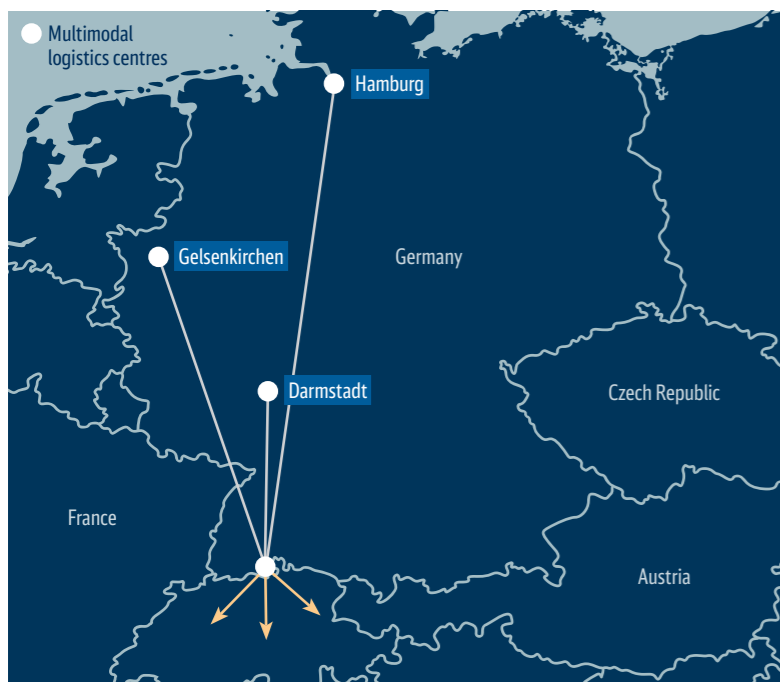 Multimodal
logistics centres
Hamburg
Gelsenkirchen
Germany
Darmstadt
Czech Republic
France
Austria